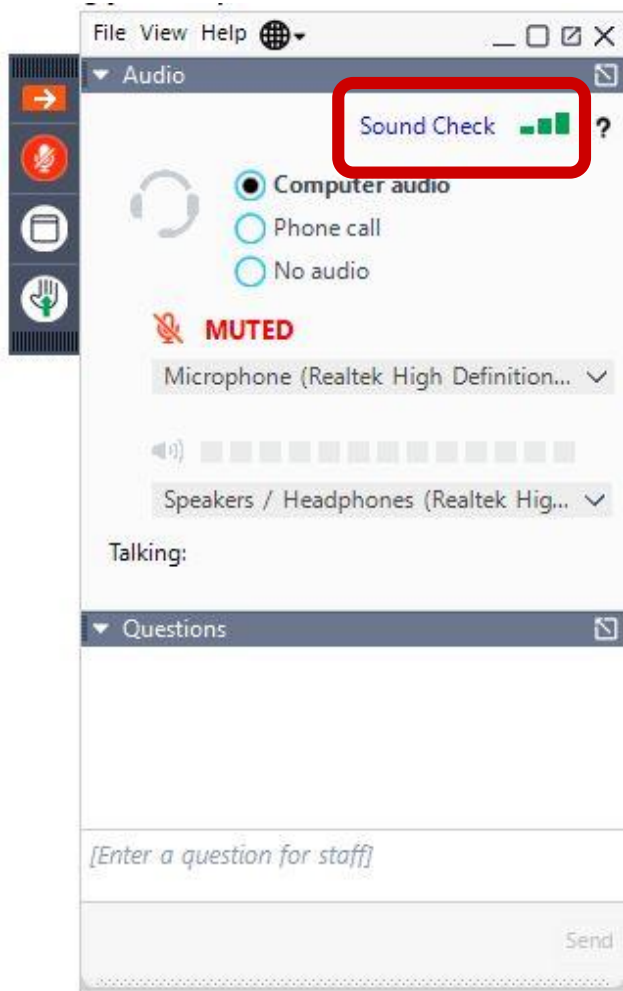 File View Help
Audio
Sound Check ?
Computer audio
Phone call
No audio
MUTED
Microphone (Realtek High Definition...
Speakers / Headphones (Realtek Hig...
Talking:
Questions
[Enter a question for staff]
Send